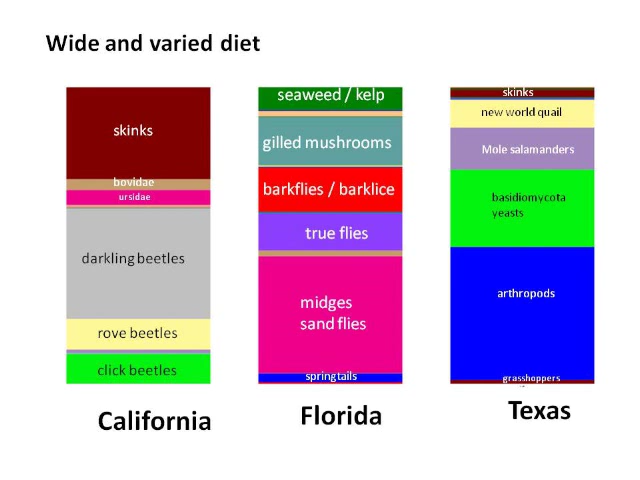 Wide and varied diet
skinks
bovidae
ursidae
darkling beetles
rove beetles
click beetles
California
seaweed / kelp
gilled mushrooms
barkflies / barklice
true flies
midges
sand flies
springtails
Florida
skinks
new world quail
Mole salamanders
basidiomycota
yeasts
arthropods
grasshoppers
Texas